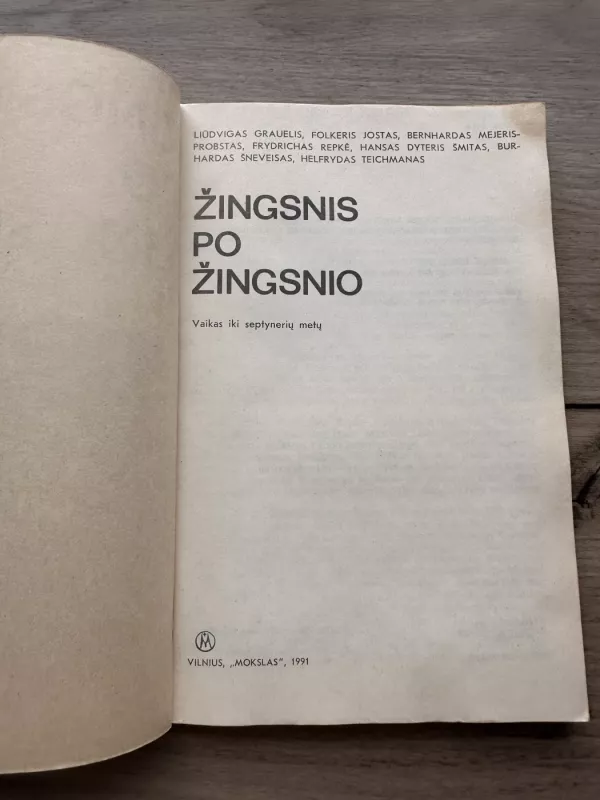 LIUDVIGAS GRAUELIS, FOLKERIS JOSTAS, BERNHARDAS MEJERIS-
PROBSTAS, FRYDRICHAS REPKĖ, HANSAS DYTERIS ŠMITAS, BUR-
HARDAS ŠNEVEISAS, HELFRYDAS TEICHMANAS
ŽINGSNIS
PO
ŽINGSNIO
Vaikas iki septynerių metų
VILNIUS, „MOKSLAS“, 1991